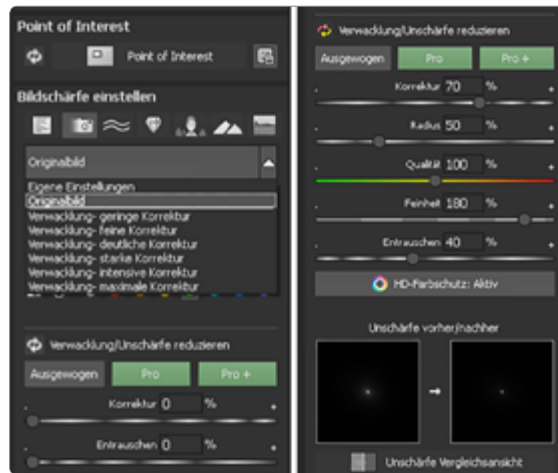 Point of Interest
Point of Interest
Bildschärfe einstellen
Originalbild
Eigene Einstellungen
Originalbild
Verwacklung- geringe Korrektur
Verwacklung- feine Korrektur
Verwacklung- deutliche Korrektur
Verwacklung- starke Korrektur
Verwacklung- intensive Korrektur
Verwacklung- maximale Korrektur
Verwacklung/Unschärfe reduzieren
Ausgewogen Pro Pro +
Korrektur 0 %
Entrauschen 0 %
Verwacklung/Unschärfe reduzieren
Ausgewogen Pro Pro +
Korrektur 70 %
Radius 50 %
Qualität 100 %
Feinheit 180 %
Entrauschen 40 %
HD-Farbschutz: Aktiv
Unschärfe vorher/nachher
Unschärfe Vergleichsansicht